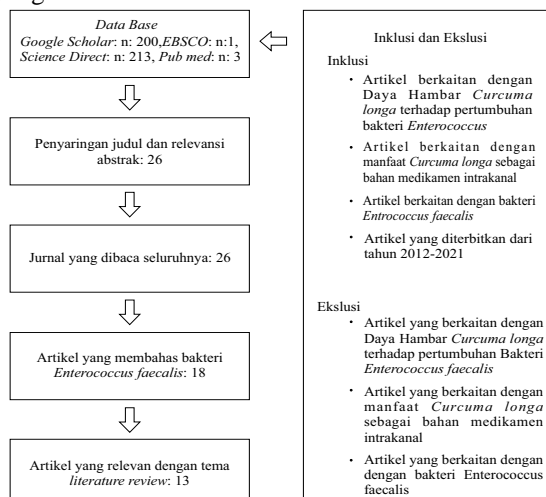 Data Base
Google Scholar: n: 200,EBSCO: n:1,
Science Direct: n: 213, Pub med: n: 3
Penyaringan judul dan relevansi
abstrak: 26
Jurnal yang dibaca seluruhnya: 26
Artikel yang membahas bakteri
Enterococcus faecalis: 18
Artikel yang relevan dengan tema
literature review: 13
Inklusi dan Ekslusi
Inklusi
• Artikel berkaitan dengan
Daya Hambar Curcuma
longa terhadap pertumbuhan
bakteri Enterococcus
• Artikel berkaitan dengan
manfaat Curcuma longa sebagai
bahan medikamen intrakanal
• Artikel berkaitan dengan bakteri
Entrococcus faecalis
• Artikel yang diterbitkan dari
tahun 2012-2021
Ekslusi
• Artikel yang berkaitan dengan
Daya Hambar Curcuma longa
terhadap pertumbuhan Bakteri
Enterococcus faecalis
• Artikel yang berkaitan dengan
manfaat Curcuma longa
sebagai bahan medikamen
intrakanal
• Artikel yang berkaitan dengan
dengan bakteri Enterococcus
faecalis